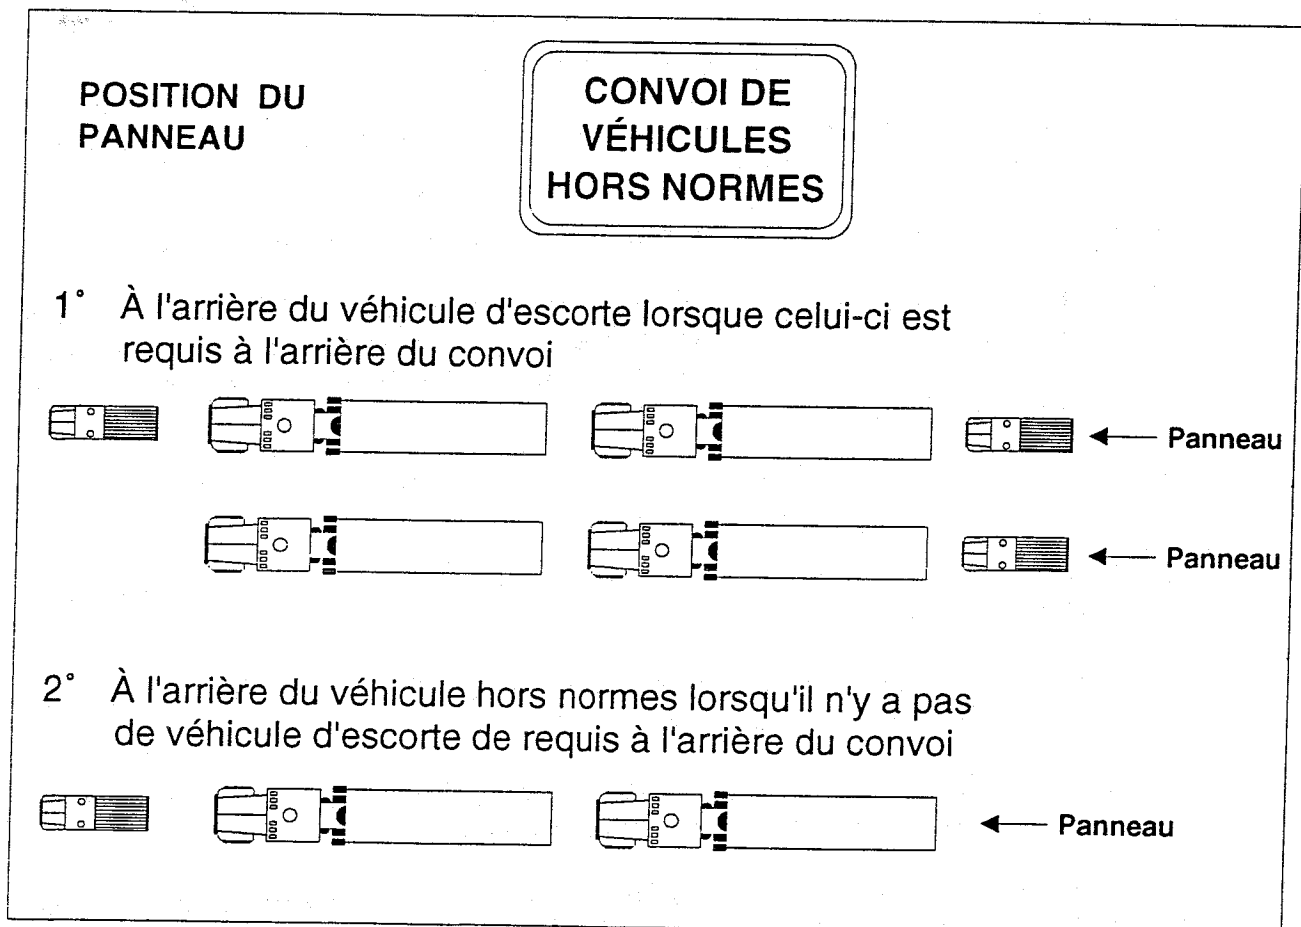 POSITION DU
PANNEAU
CONVOI DE
VÉHICULES
HORS NORMES
1° À l'arrière du véhicule d'escorte lorsque celui-ci est
requis à l'arrière du convoi
Panneau
Panneau
2° À l'arrière du véhicule hors normes lorsqu'il n'y a pas
de véhicule d'escorte de requis à l'arrière du convoi
Panneau